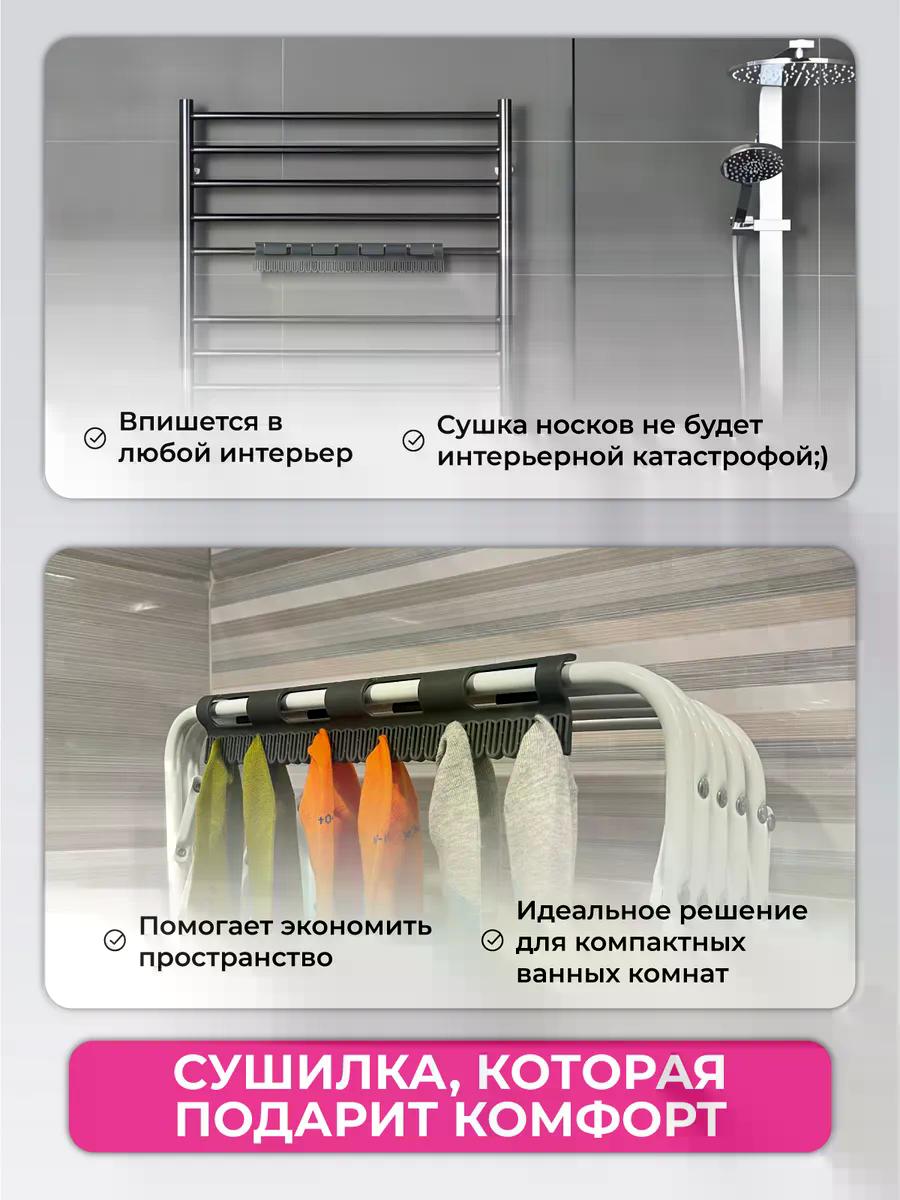 Впишется в
любой интерьер
Сушка носков не будет
интерьерной катастрофой;)
Помогает экономить
пространство
Идеальное решение
для компактных
ванных комнат
СУШИЛКА, КОТОРАЯ
ПОДАРИТ КОМФОРТ